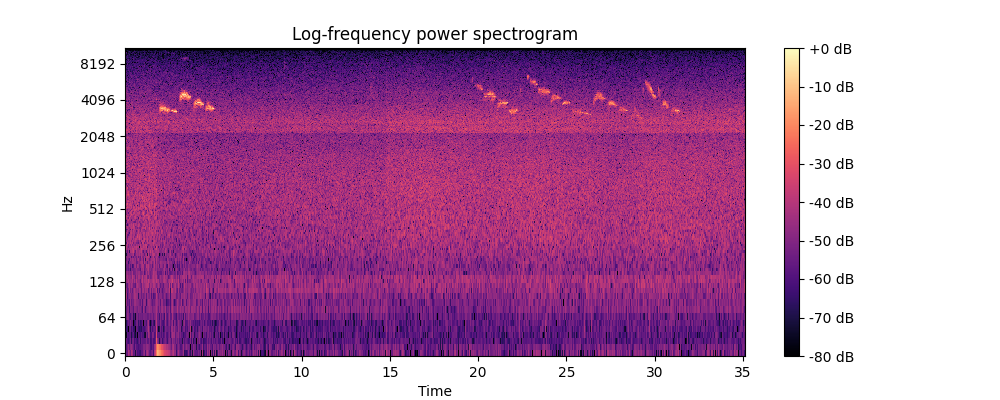 Log-frequency power spectrogram
Hz
8192
4096
2048
1024
512
256
128
64
0
0 5 10 15 20 25 30 35
Time
+0 dB
-10 dB
-20 dB
-30 dB
-40 dB
-50 dB
-60 dB
-70 dB
-80 dB